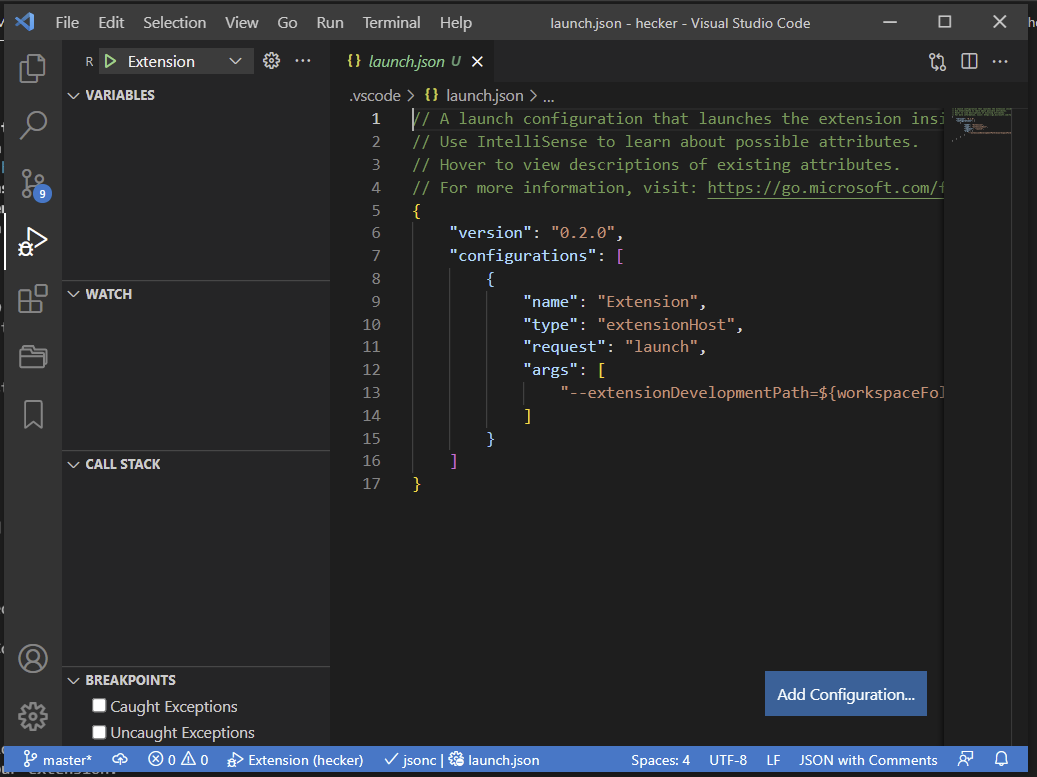 File Edit Selection View Go Run Terminal Help launch.json - hecker - Visual Studio Code
R Extension
{} launch.json U
.vscode > {} launch.json > ...
VARIABLES
WATCH
CALL STACK
BREAKPOINTS
Caught Exceptions
Uncaught Exceptions
9
1 // A launch configuration that launches the extension insi
2 // Use IntelliSense to learn about possible attributes.
3 // Hover to view descriptions of existing attributes.
4 // For more information, visit: https://go.microsoft.com/f
5 {
6 "version": "0.2.0",
7 "configurations": [
8 {
9 "name": "Extension",
10 "type": "extensionHost",
11 "request": "launch",
12 "args": [
13 "--extensionDevelopmentPath=${workspaceFol
14 ]
15 }
16 ]
17 }
Add Configuration...
master* 0 0 Extension (hecker) jsonc | launch.json Spaces: 4 UTF-8 LF JSON with Comments